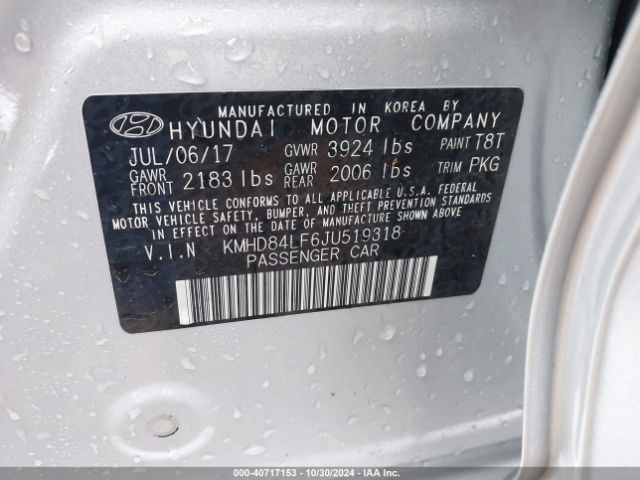 MANUFACTURED IN KOREA BY
HYUNDAI MOTOR COMPANY
JUL/06/17 GVWR 3924 lbs PAINT T8T
GAWR FRONT 2183 lbs GAWR REAR 2006 lbs TRIM PKG
THIS VEHICLE CONFORMS TO ALL APPLICABLE U.S.A. FEDERAL
MOTOR VEHICLE SAFETY, BUMPER, AND THEFT PREVENTION STANDARDS
IN EFFECT ON THE DATE OF MANUFACTURE SHOWN ABOVE.
V.I.N KMHD84LF6JU519318
PASSENGER CAR
000-40717153 - 10/30/2024 - IAA Inc.